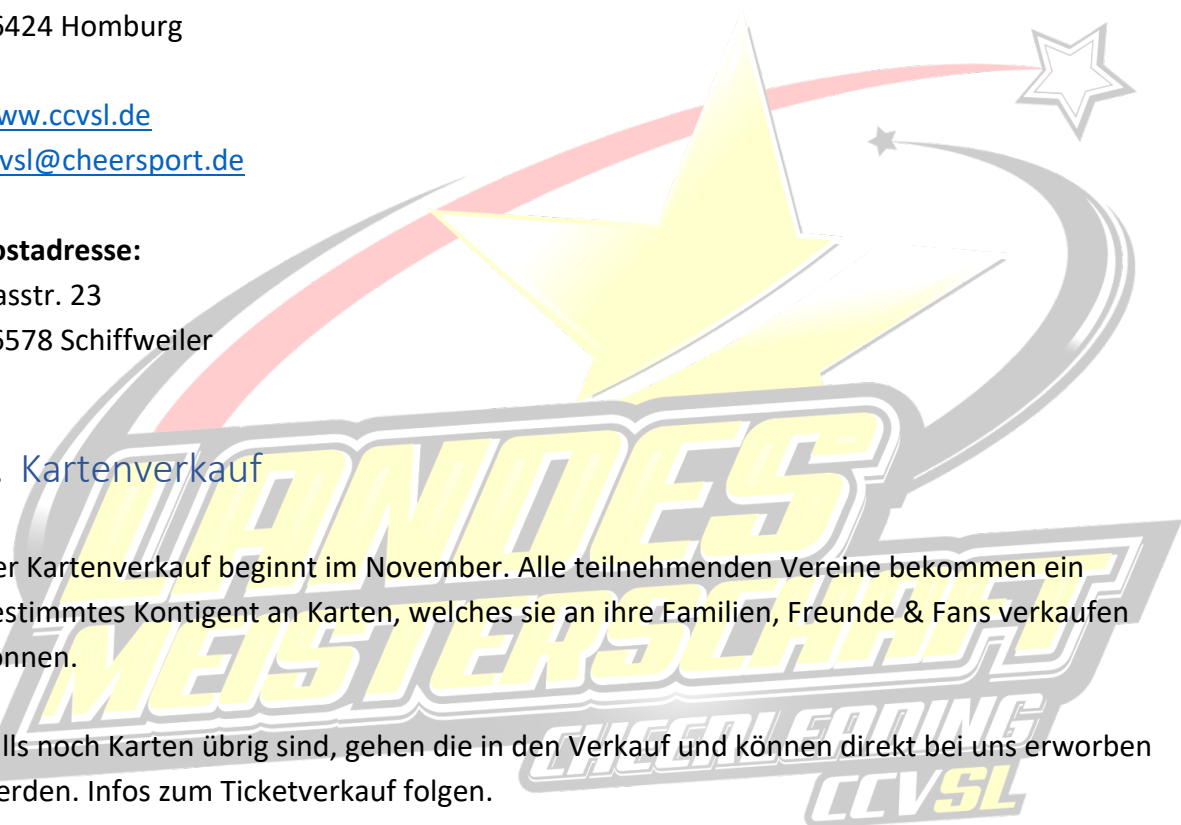 6424 Homburg
ww.ccvsl.de
vsl@cheersport.de
ostadresse:
asstr. 23
6578 Schiffweiler
. Kartenverkauf
er Kartenverkauf beginnt im November. Alle teilnehmenden Vereine bekommen ein
estimmtes Kontigent an Karten, welches sie an ihre Familien, Freunde & Fans verkaufen
önnen.
lls noch Karten übrig sind, gehen die in den Verkauf und können direkt bei uns erworben
erden. Infos zum Ticketverkauf folgen.
LANDES
MEISTERSCHAFT
CHEERLEADING
CCVSL